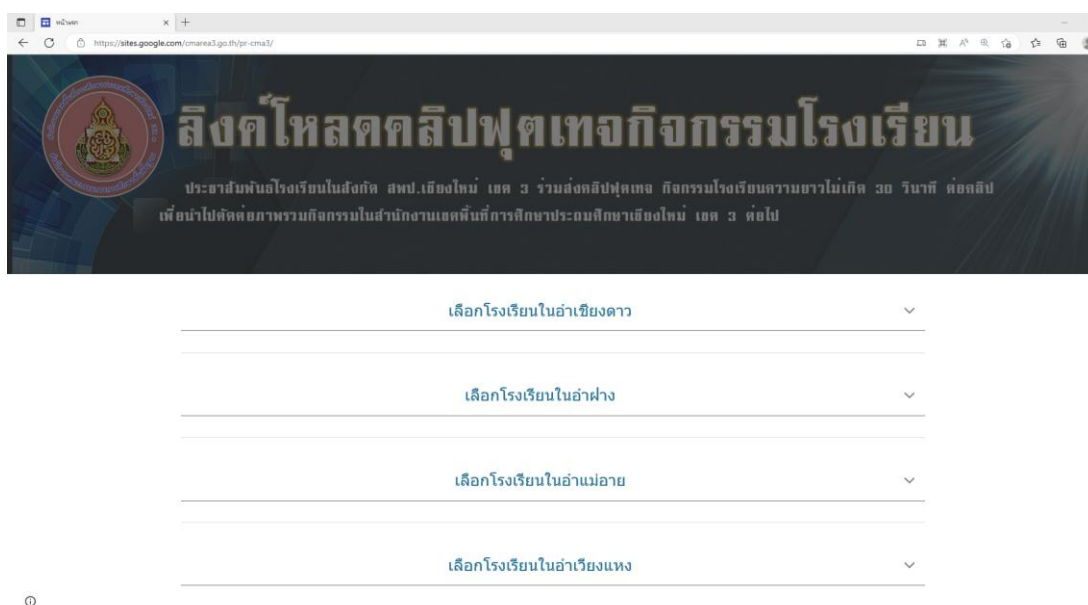 หน้าแรก
https://sites.google.com/cmarea3.go.th/pr-cma3/
ลิงค์โหลดคลิปฟุตเทจกิจกรรมโรงเรียน
ประชาสัมพันธ์โรงเรียนในสังกัด สพป.เชียงใหม่ เขต 3 ร่วมส่งคลิปฟุตเทจ กิจกรรมโรงเรียนความยาวไม่เกิด 30 วินาที ต่อคลิป
เพื่อนำไปตัดต่อภาพรวมกิจกรรมในสำนักงานเขตพื้นที่การศึกษาประถมศึกษาเชียงใหม่ เขต 3 ต่อไป
เลือกโรงเรียนในอำเชียงดาว
เลือกโรงเรียนในอำฝาง
เลือกโรงเรียนในอำแม่อาย
เลือกโรงเรียนในอำเวียงแหง